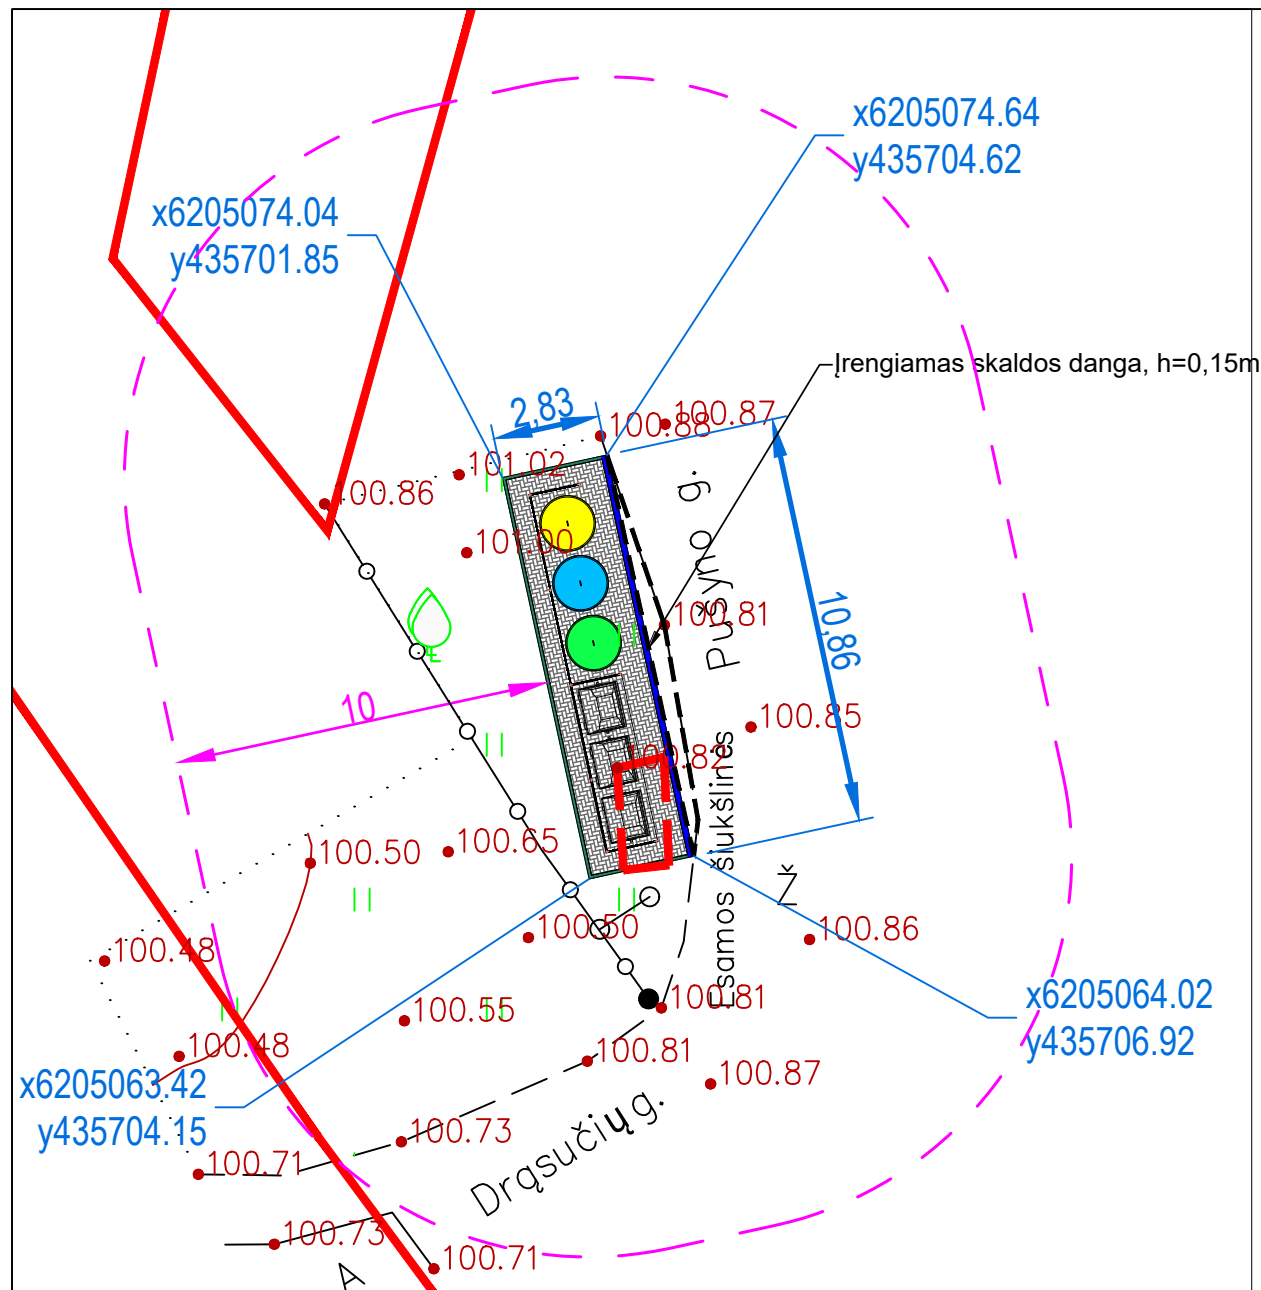 x6205074.64
y435704.62
x6205074.04
y435701.85
Įrengiamas skaldos danga, h=0,15m
2,83
100.88
100.87
101.02
100.86
101.00
Pušyno g.
100.81
10,86
10
100.85
100.82
Esamos šiukšlinės
100.65
100.50
Žž
100.50
100.86
100.48
x6205064.02
y435706.92
100.81
100.55
100.48
100.81
100.87
x6205063.42
y435704.15
100.73
100.71
Drąsučių g.
100.73
100.71
A